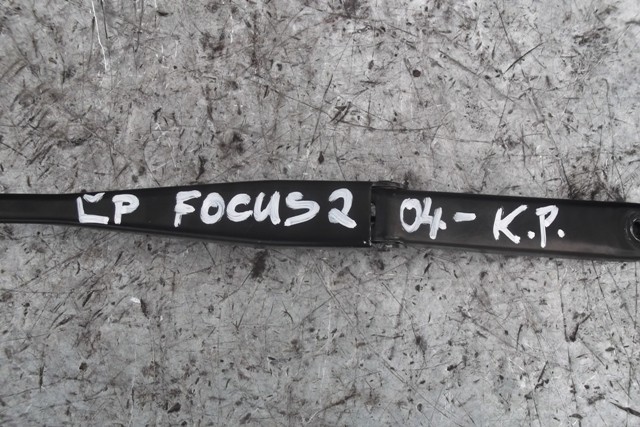 ĽP FOCUS2 04.- K.P.